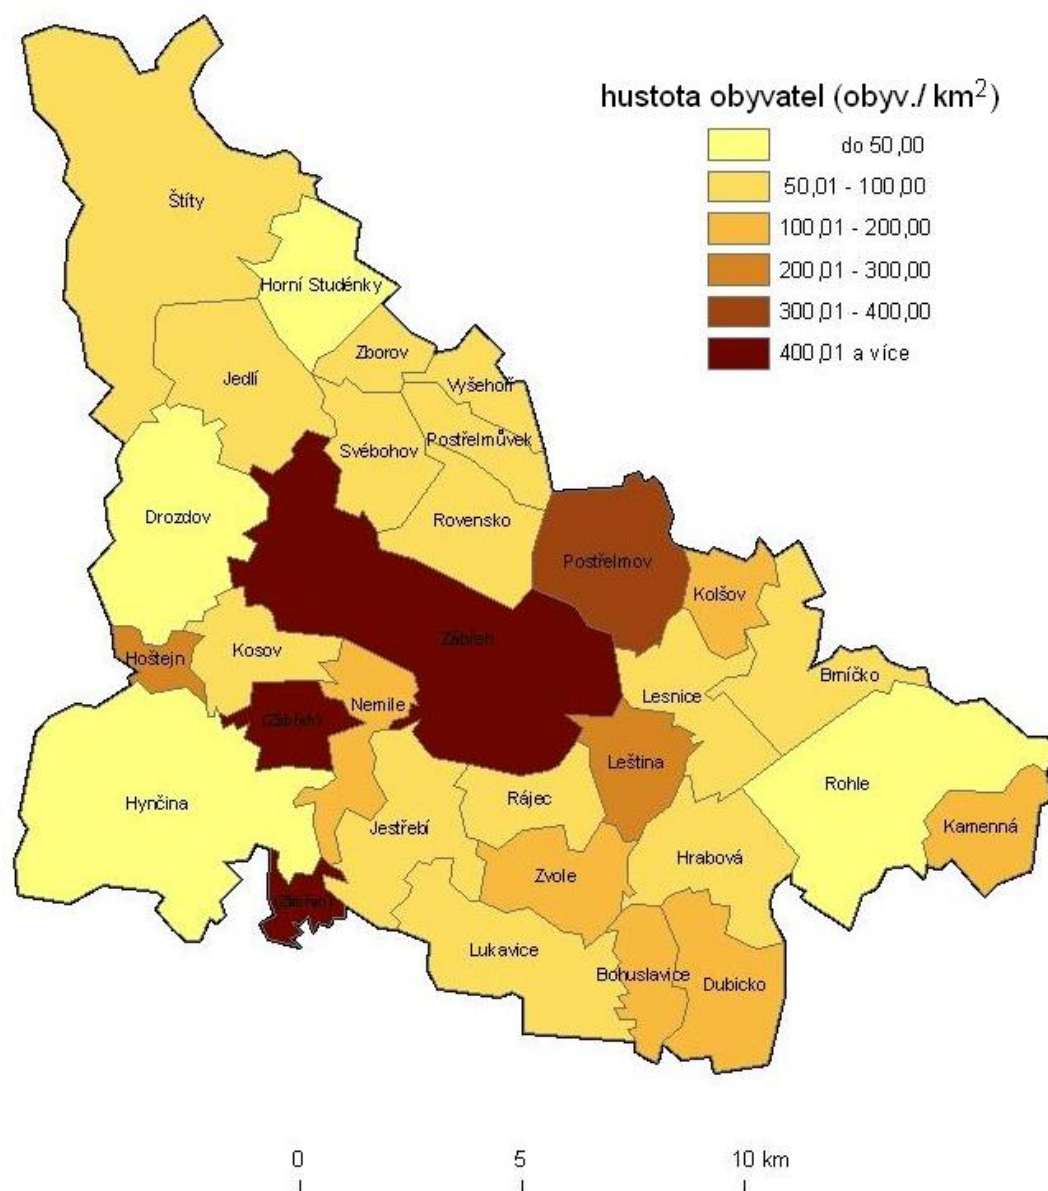 hustota obyvatel (obyv./ km²)
do 50,00
50,01 - 100,00
100,01 - 200,00
200,01 - 300,00
300,01 - 400,00
400,01 a více
Štíty
Horní Studénky
Zborov
Jedlí
Vyšehoří
Postřelmůvek
Svébohov
Drozdov
Rovensko
Postřelmov
Kolšov
Zábřeh
Hoštejn
Kosov
Brníčko
Lesnice
Nemile
(Zábřeh)
Leština
Rohle
Hynčina
Rájec
Jestřebí
Kamenná
Hrabová
Zvole
(Zábřeh)
Lukavice
Bohuslavice
Dubicko
0 5 10 km